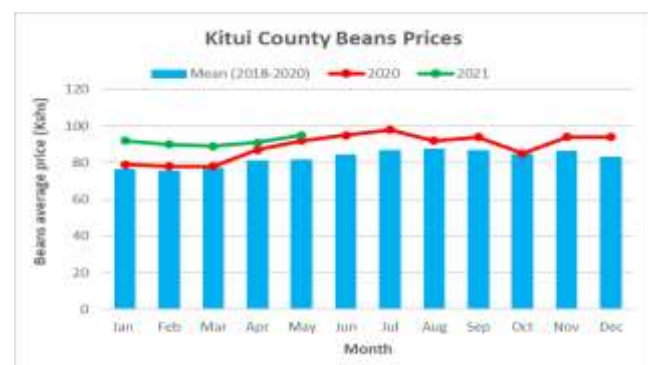 Kitui County Beans Prices
Mean (2018-2020) 2020 2021
Beans average price (Kshs)
120
100
80
60
40
20
0
Jan Feb Mar Apr May Jun Jul Aug Sep Oct Nov Dec
Month